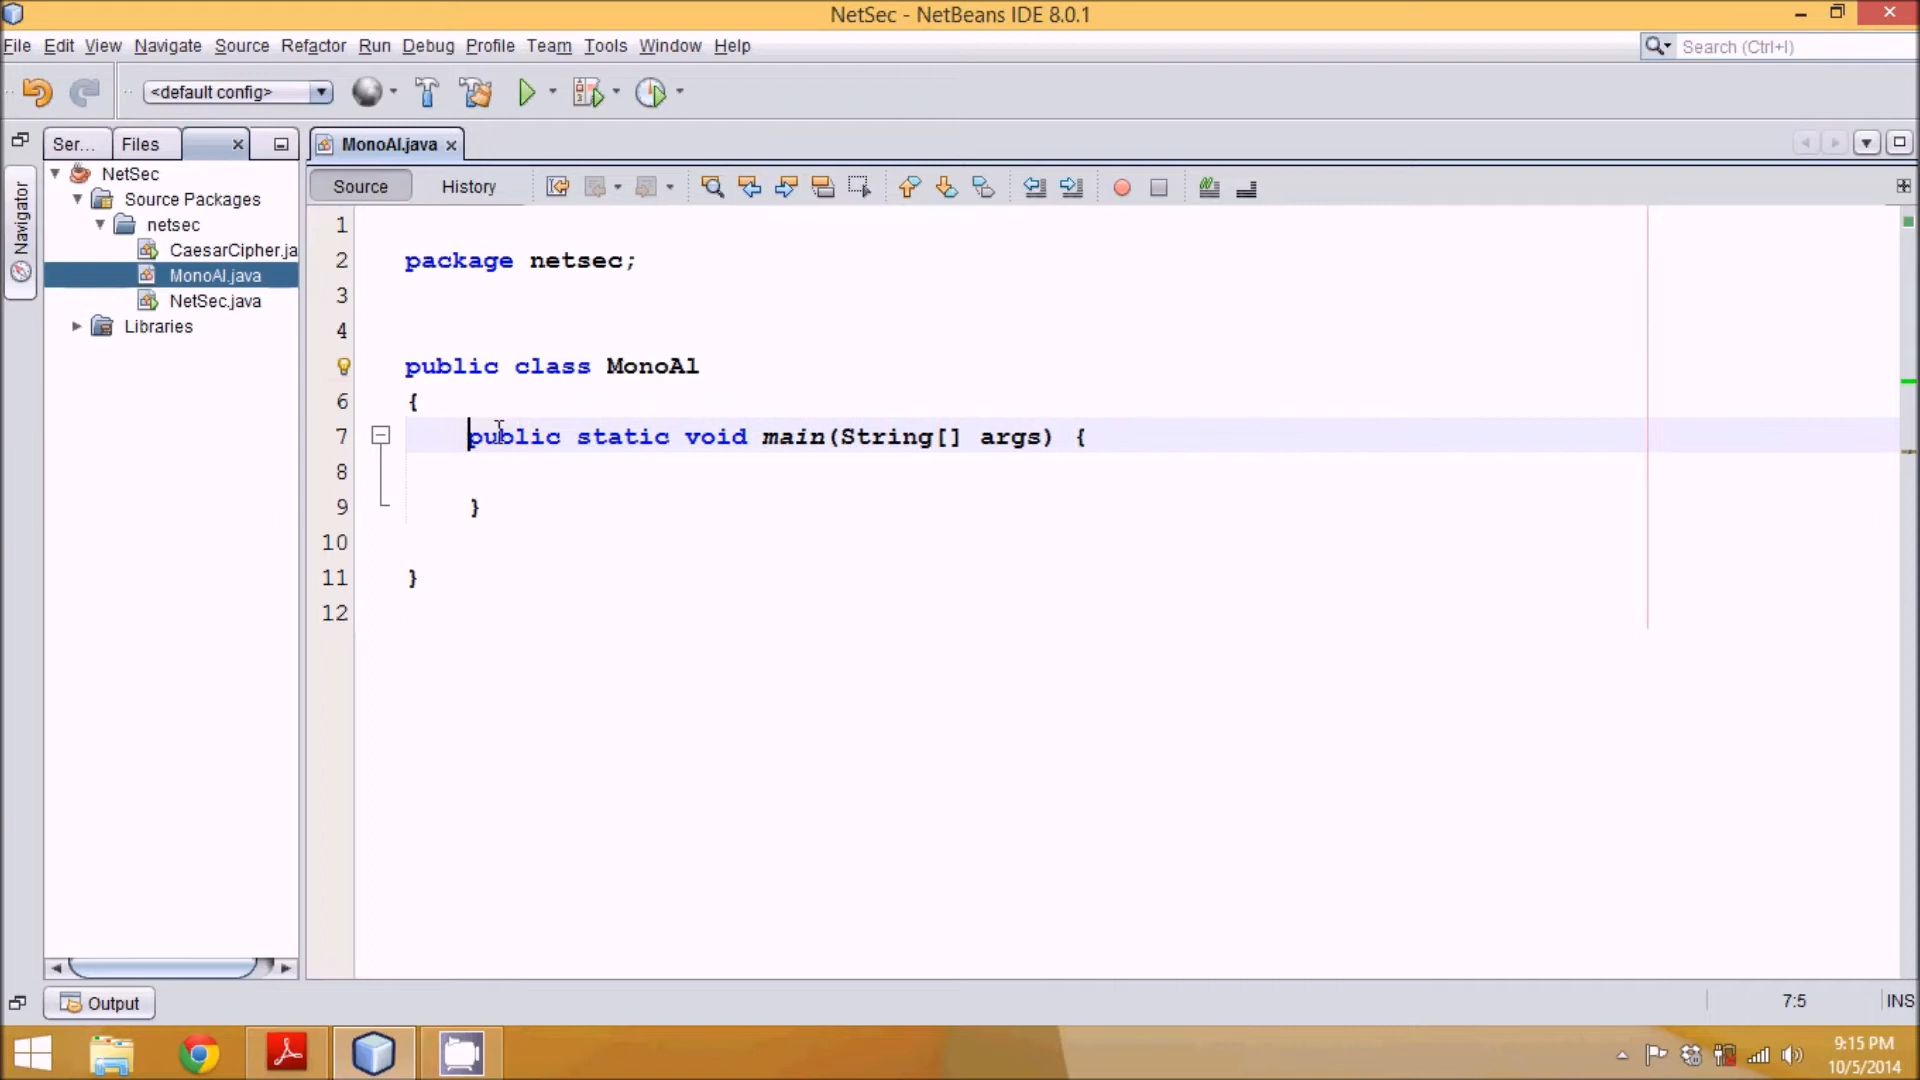 NetSec - NetBeans IDE 8.0.1
File Edit View Navigate Source Refactor Run Debug Profile Team Tools Window Help
Search (Ctrl+I)
<default config>
Ser... Files
MonoAl.java
Navigator
NetSec
Source Packages
netsec
CaesarCipher.ja
MonoAl.java
NetSec.java
Libraries
Source History
1
2 package netsec;
3
4
public class MonoAl
6 {
7 public static void main(String[] args) {
8
9 }
10
11 }
12
Output
7:5 INS
9:15 PM
10/5/2014